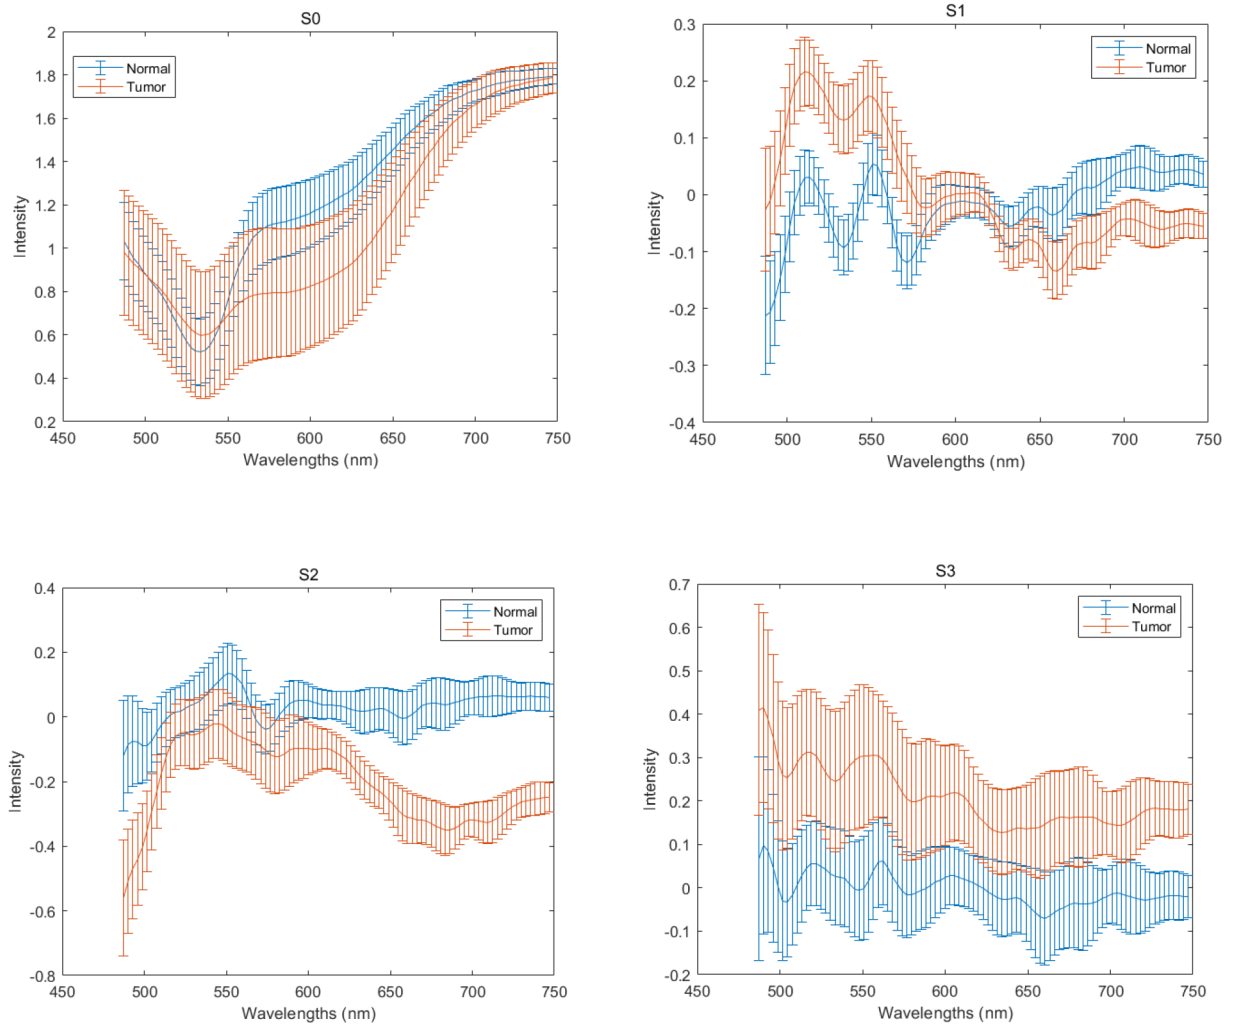 S0
2
1.8
1.6
1.4
1.2
1
0.8
0.6
0.4
0.2
Intensity
Normal
Tumor
450 500 550 600 650 700 750
Wavelengths (nm)
S1
0.3
0.2
0.1
0
-0.1
-0.2
-0.3
-0.4
Intensity
Normal
Tumor
450 500 550 600 650 700 750
Wavelengths (nm)
S2
0.4
0.2
0
-0.2
-0.4
-0.6
-0.8
Intensity
Normal
Tumor
450 500 550 600 650 700 750
Wavelengths (nm)
S3
0.7
0.6
0.5
0.4
0.3
0.2
0.1
0
-0.1
-0.2
Intensity
Normal
Tumor
450 500 550 600 650 700 750
Wavelengths (nm)